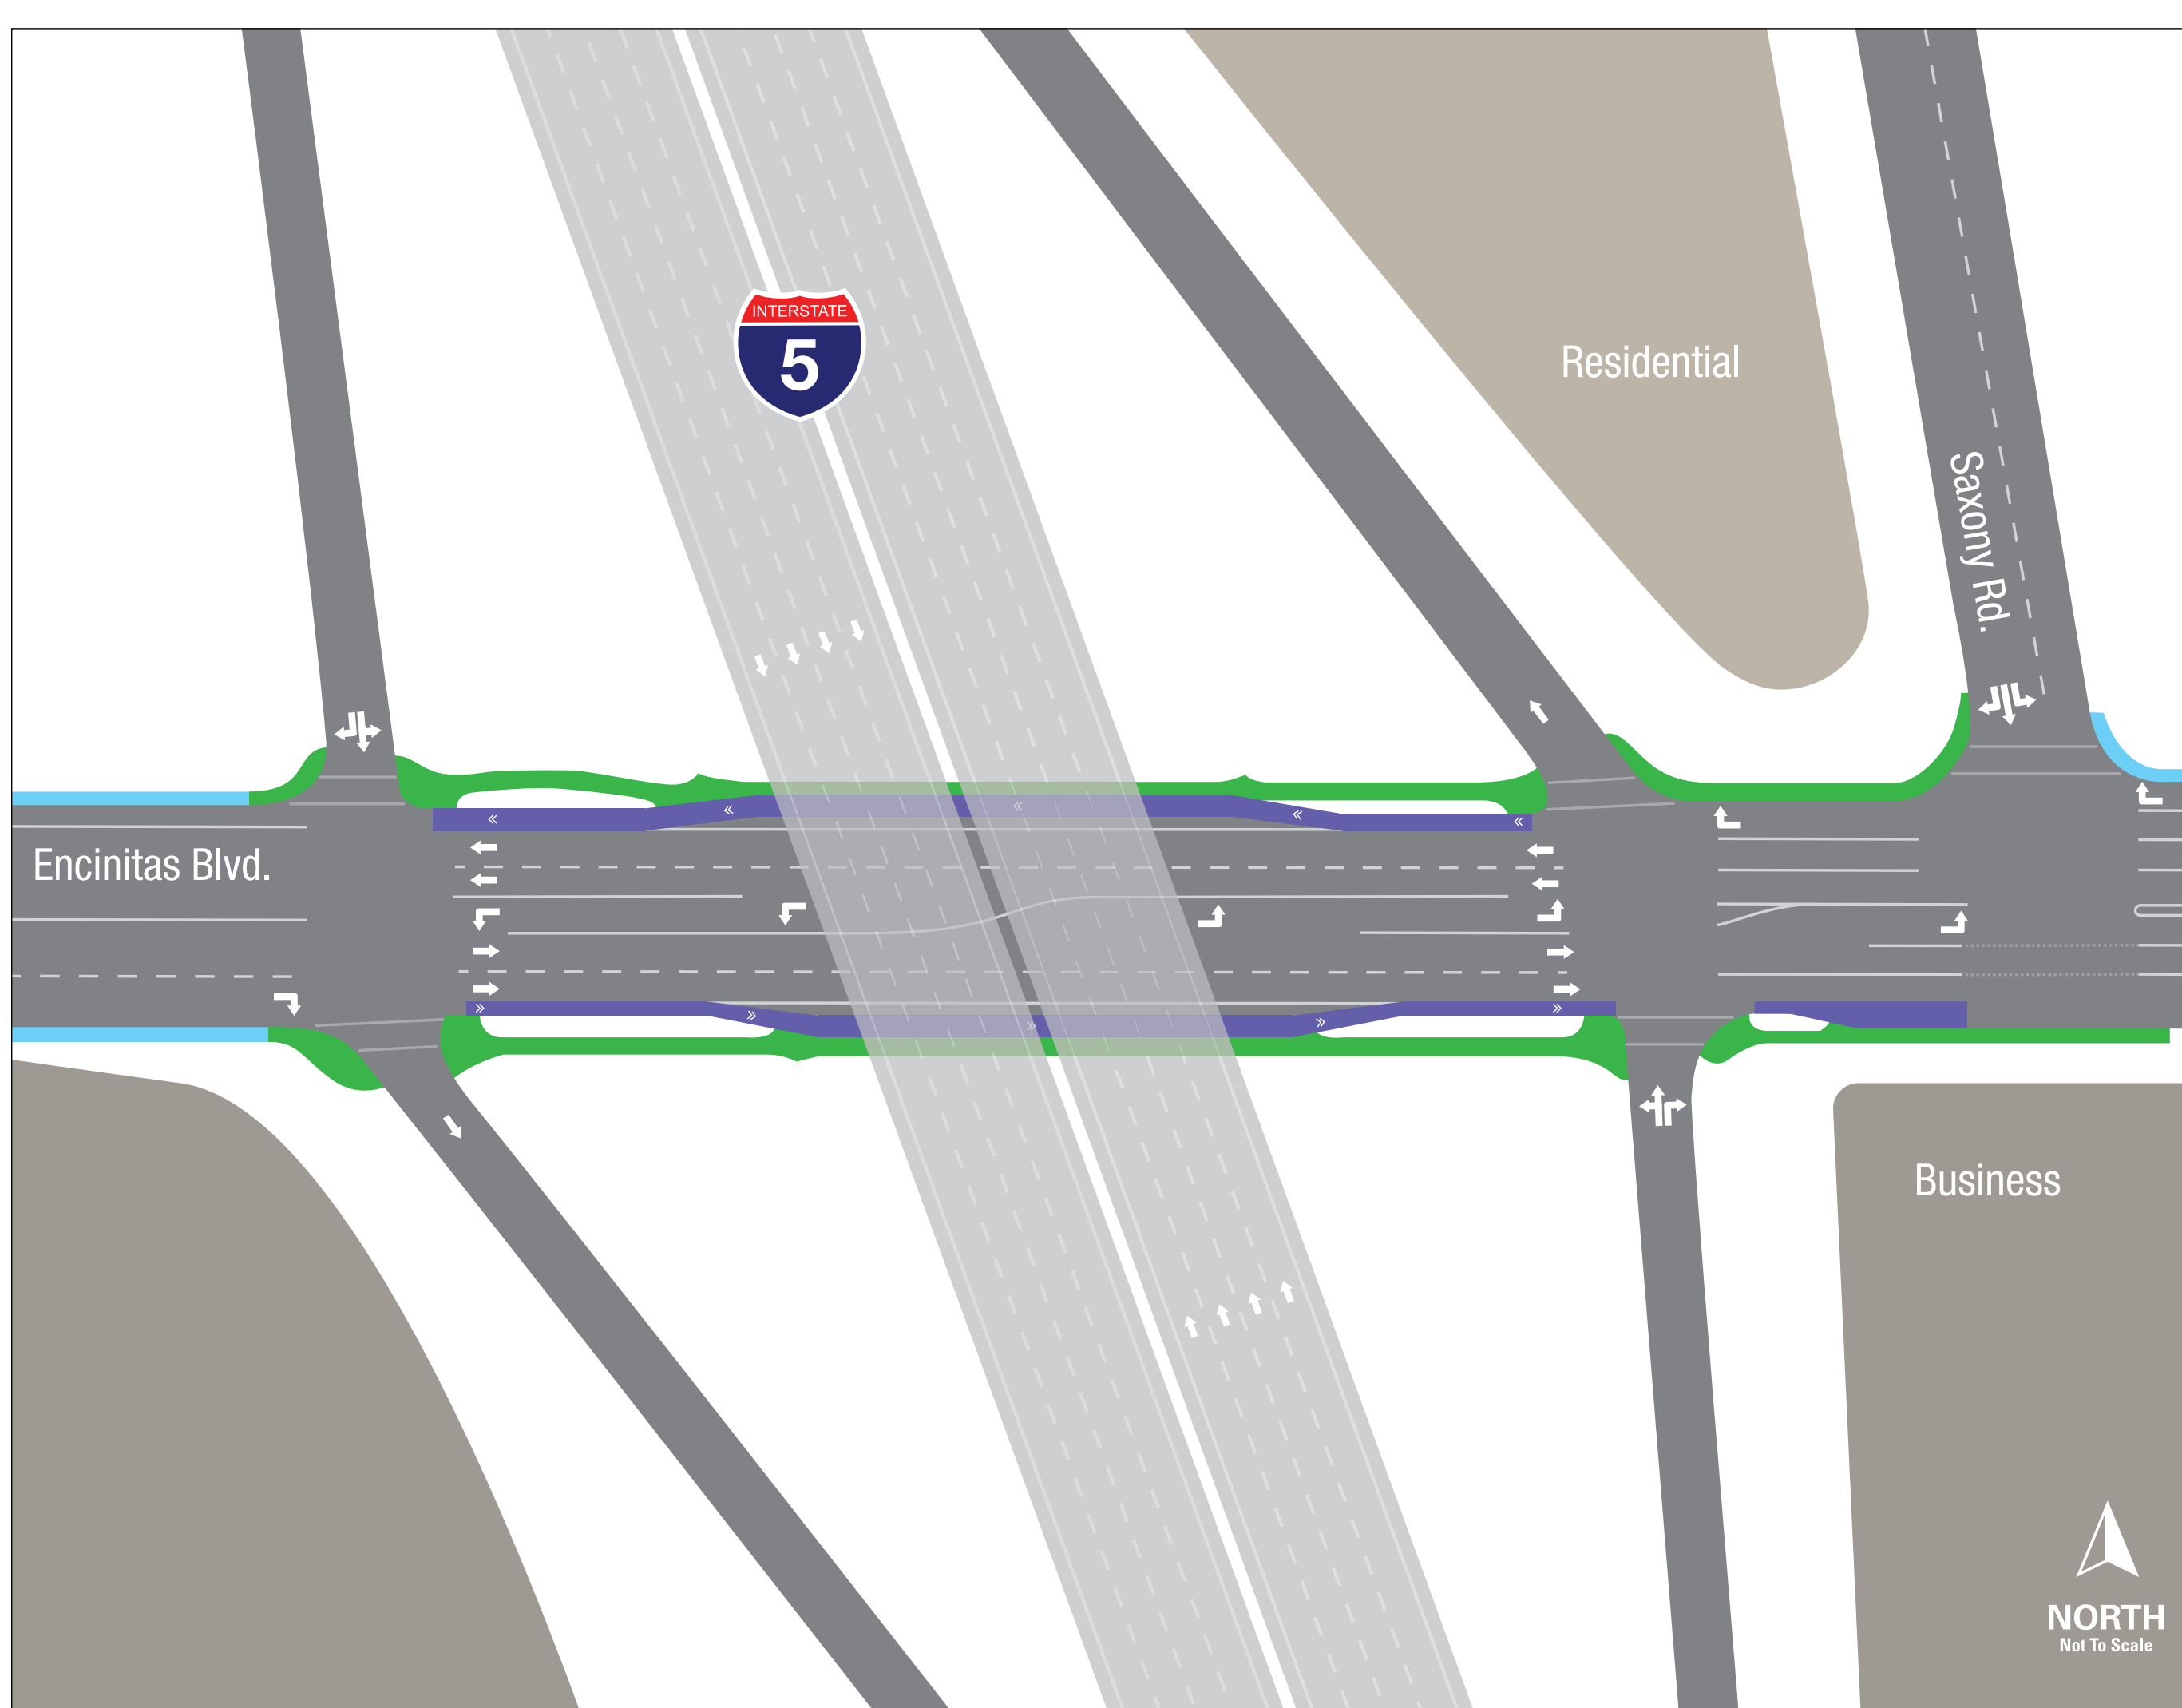 INTERSTATE
5
Residential
Saxony Rd.
Encinitas Blvd.
Business
NORTH
Not To Scale